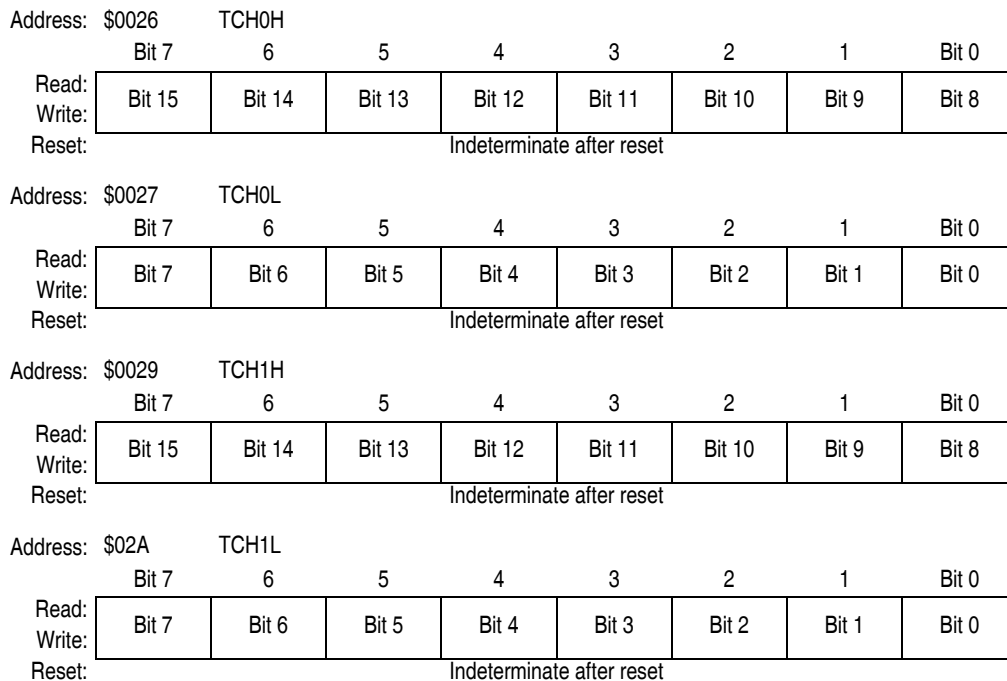 Address: $0026 TCH0H
Bit 7 6 5 4 3 2 1 Bit 0
Read:
Bit 15 Bit 14 Bit 13 Bit 12 Bit 11 Bit 10 Bit 9 Bit 8
Write:
Reset: Indeterminate after reset
Address: $0027 TCH0L
Bit 7 6 5 4 3 2 1 Bit 0
Read:
Bit 7 Bit 6 Bit 5 Bit 4 Bit 3 Bit 2 Bit 1 Bit 0
Write:
Reset: Indeterminate after reset
Address: $0029 TCH1H
Bit 7 6 5 4 3 2 1 Bit 0
Read:
Bit 15 Bit 14 Bit 13 Bit 12 Bit 11 Bit 10 Bit 9 Bit 8
Write:
Reset: Indeterminate after reset
Address: $02A TCH1L
Bit 7 6 5 4 3 2 1 Bit 0
Read:
Bit 7 Bit 6 Bit 5 Bit 4 Bit 3 Bit 2 Bit 1 Bit 0
Write:
Reset: Indeterminate after reset